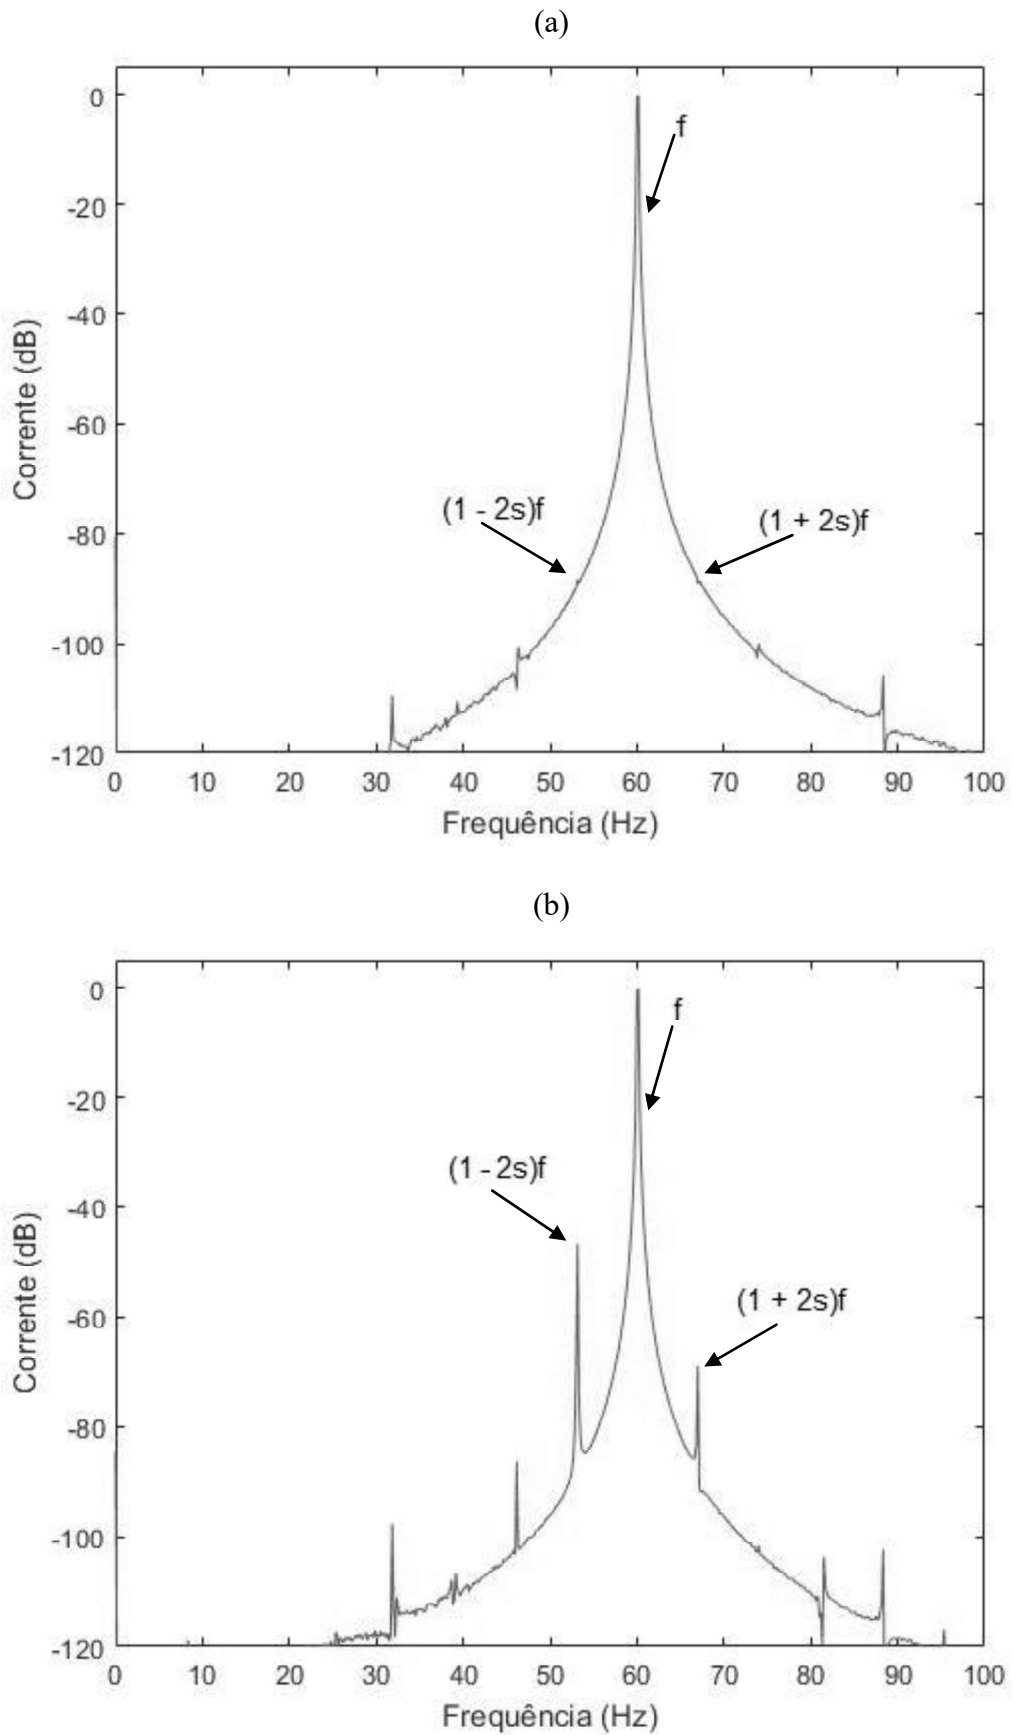 (a)
0
f
-20
-40
Corrente (dB)
-60
(1 - 2s)f
(1 + 2s)f
-80
-100
-120
0 10 20 30 40 50 60 70 80 90 100
Frequência (Hz)
(b)
0
f
-20
(1 - 2s)f
-40
Corrente (dB)
(1 + 2s)f
-60
-80
-100
-120
0 10 20 30 40 50 60 70 80 90 100
Frequência (Hz)